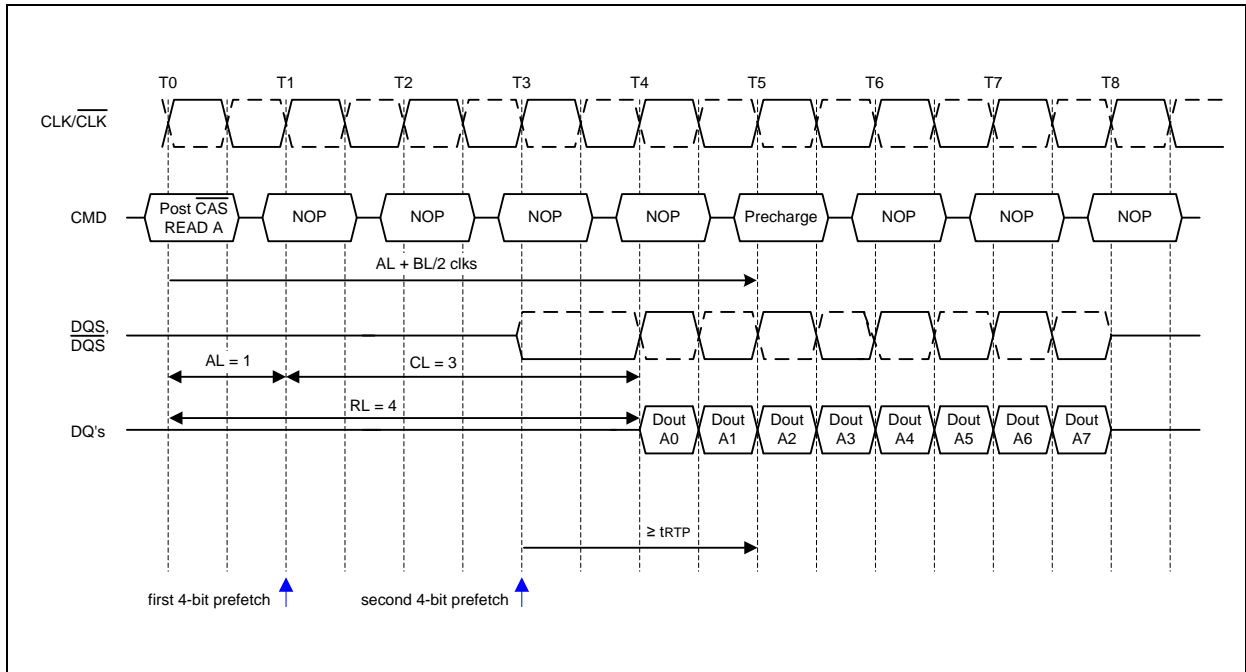 T0 T1 T2 T3 T4 T5 T6 T7 T8
CLK/CLK
CMD
Post CAS
READ A
NOP NOP NOP NOP Precharge NOP NOP NOP
AL + BL/2 clks
DQS,
DQS
AL = 1
CL = 3
RL = 4
DQ's
Dout Dout Dout Dout Dout Dout Dout Dout
A0 A1 A2 A3 A4 A5 A6 A7
≥ tRTP
first 4-bit prefetch
second 4-bit prefetch